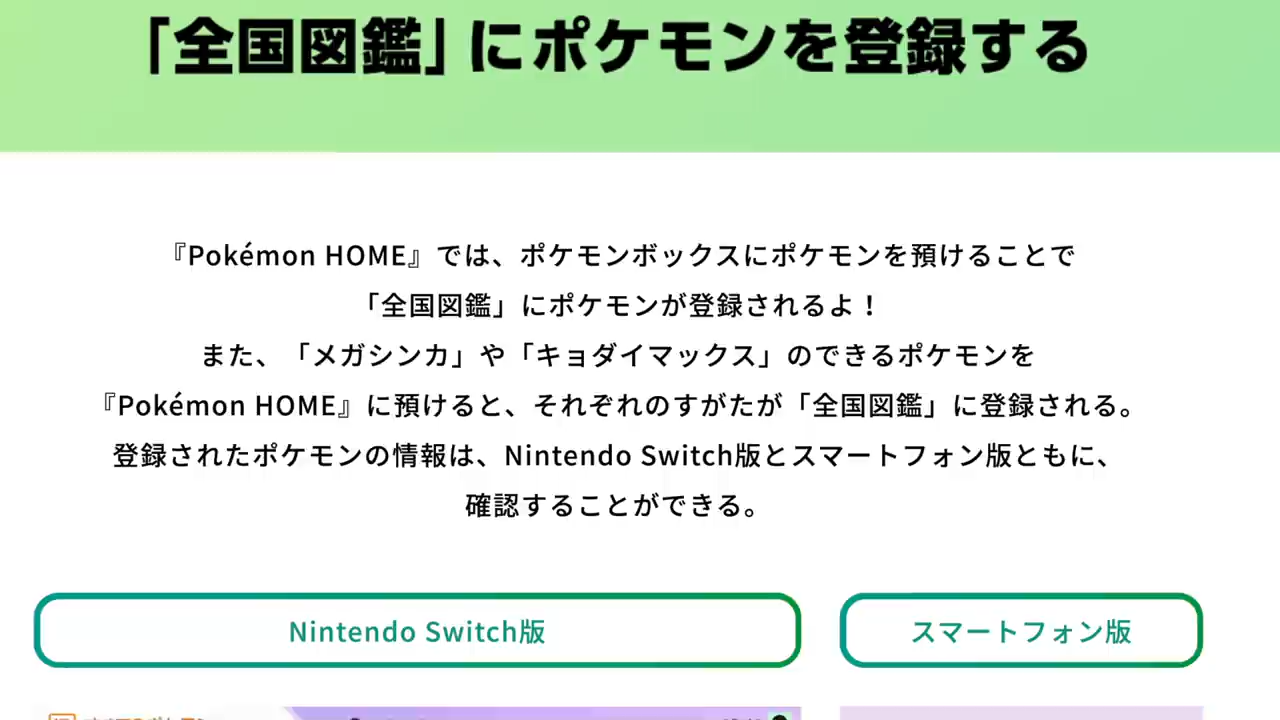 「全国図鑑」にポケモンを登録する
『Pokémon HOME』では、ポケモンボックスにポケモンを預けることで
「全国図鑑」にポケモンが登録されるよ！
また、「メガシンカ」や「キョダイマックス」のできるポケモンを
『Pokémon HOME』に預けると、それぞれのすがたが「全国図鑑」に登録される。
登録されたポケモンの情報は、Nintendo Switch版とスマートフォン版ともに、
確認することができる。
Nintendo Switch版
スマートフォン版